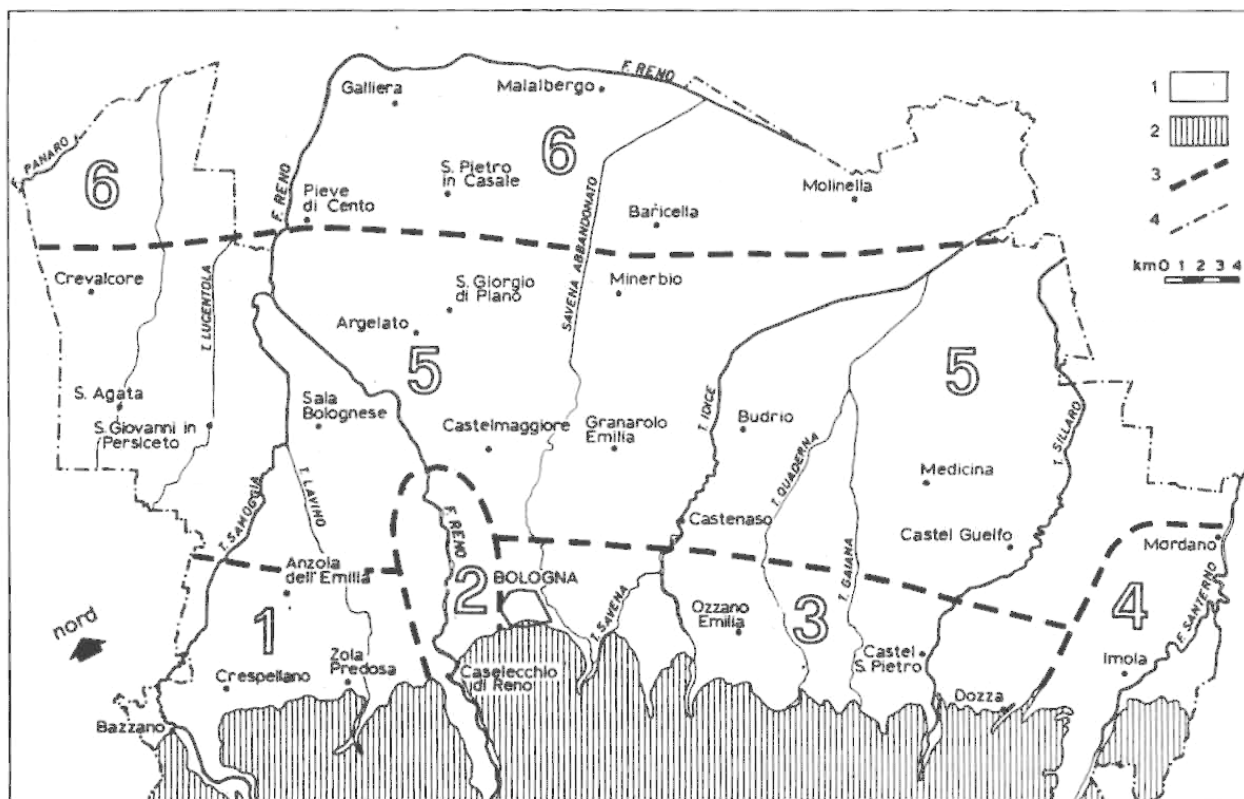 F. RENO
Galliera
Malalbergo
1
2
3
4
km 0 1 2 3 4
PANARO
6
6
S. Pietro
in Casale
Molinella
Pieve
di Cento
F. RENO
Baricella
SAVENA ABBANDONATO
Crevalcore
T. LUCENTOLA
S. Giorgio
di Piano
Minerbio
Argelato
5
5
S. Agata
S. Giovanni in
Persiceto
Sala
Bolognese
Castelmaggiore
Granarolo
Emilia
T. IDICE
Budrio
T. SILLARO
T. QUADERNA
Medicina
T. SAMOGGIA
T. LAVINO
F. RENO
Castenaso
T. GAIANA
Castel Guelfo
Mordano
Anzola
dell'Emilia
BOLOGNA
nord
1
2
T. SAVENA
Ozzano
Emilia
3
4
F. SANTERNO
Crespellano
Zola
Predosa
Caselecchio
di Reno
Castel
S. Pietro
Imola
Dozza
Bazzano